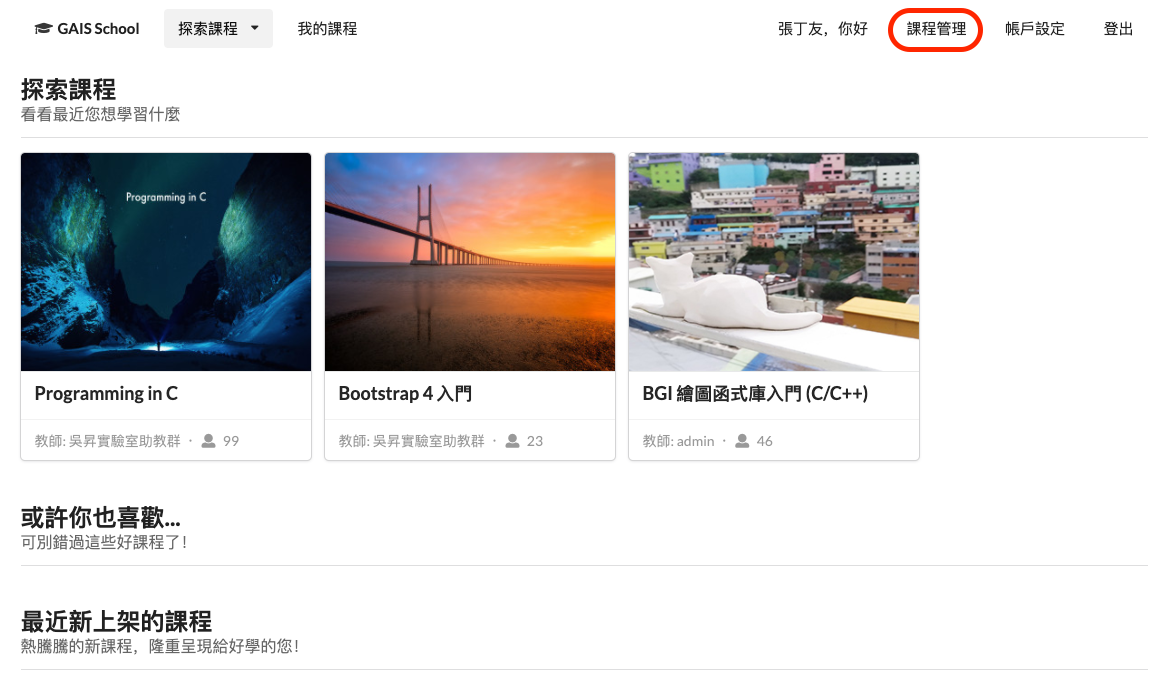 GAIS School 探索課程 我的課程 張丁友，你好 課程管理 帳戶設定 登出
探索課程
看看最近您想學習什麼
Programming in C
Programming in C
教師: 吳昇實驗室助教群 · 99
Bootstrap 4 入門
教師: 吳昇實驗室助教群 · 23
BGI 繪圖函式庫入門 (C/C++)
教師: admin · 46
或許你也喜歡...
可別錯過這些好課程了！
最近新上架的課程
熱騰騰的新課程，隆重呈現給好學的您！